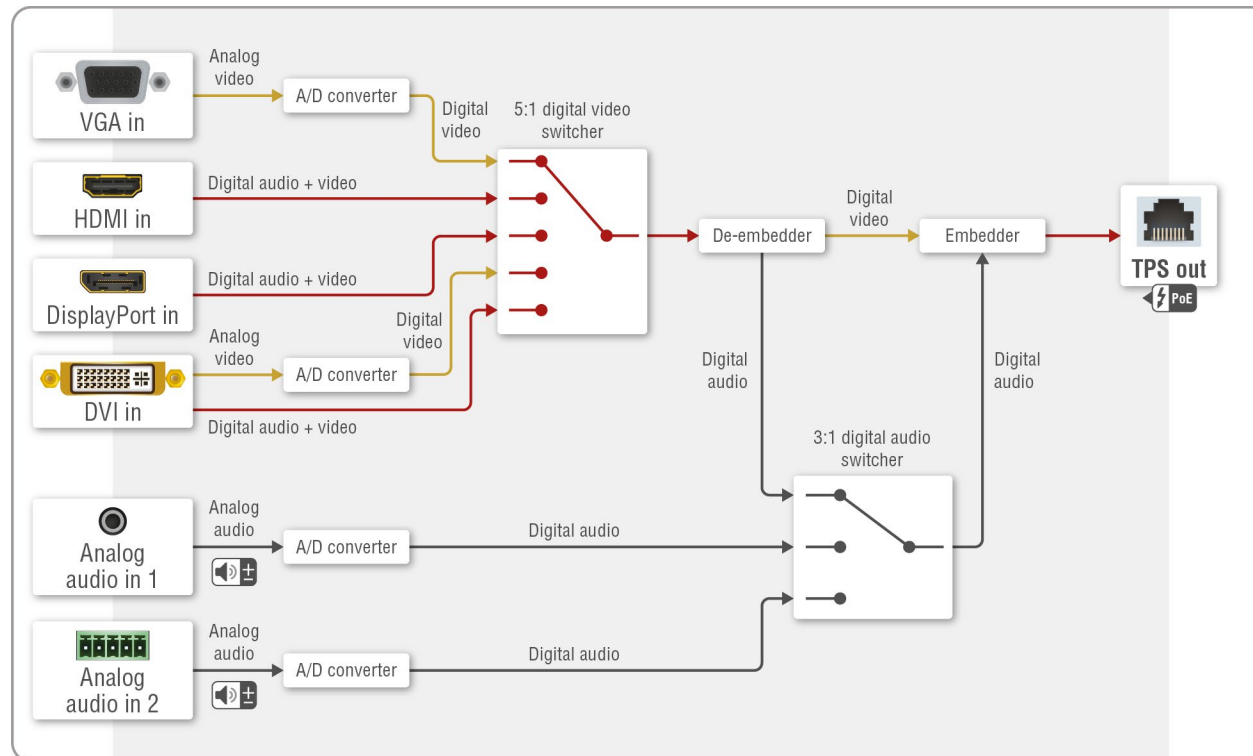 Analog
video
VGA in
A/D converter
Digital
video
5:1 digital video
switcher
HDMI in
Digital audio + video
DisplayPort in
Digital audio + video
Analog
video
A/D converter
Digital
video
DVI in
Digital audio + video
De-embedder
Digital
video
Embedder
TPS out
PoE
Digital
audio
Digital
audio
3:1 digital audio
switcher
Analog
audio in 1
Analog
audio
A/D converter
Digital audio
Analog
audio in 2
Analog
audio
A/D converter
Digital audio